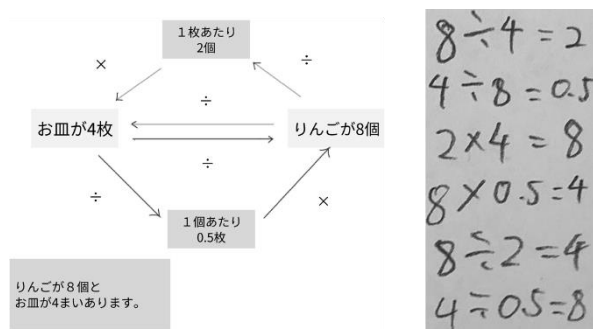 1枚あたり
2個
×
÷
÷
お皿が4枚
りんごが8個
÷
÷
×
1個あたり
0.5枚
りんごが８個と
お皿が4まいあります。
8÷4=2
4÷8=0.5
2×4=8
8×0.5=4
8÷2=4
4÷0.5=8